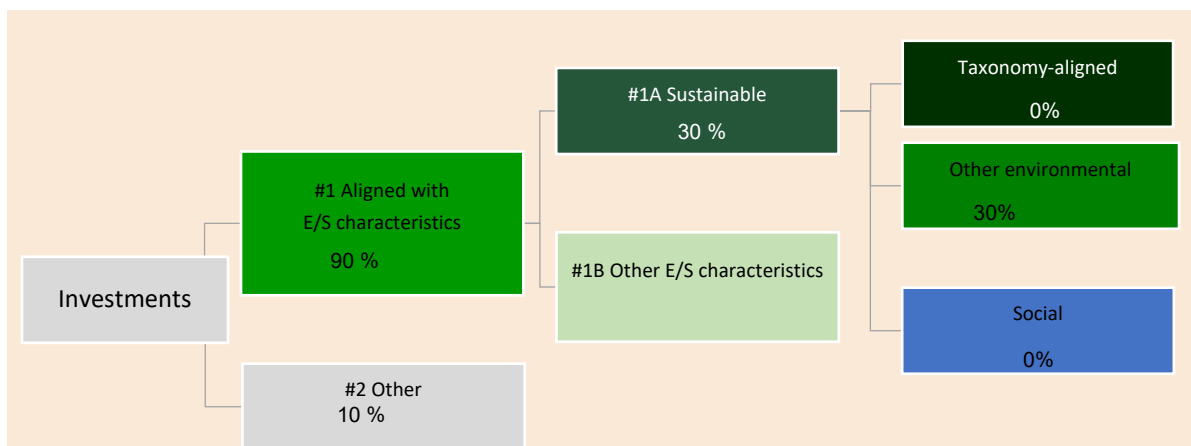 Investments
#1 Aligned with
E/S characteristics
90 %
#2 Other
10 %
#1A Sustainable
30 %
#1B Other E/S characteristics
Taxonomy-aligned
0%
Other environmental
30%
Social
0%